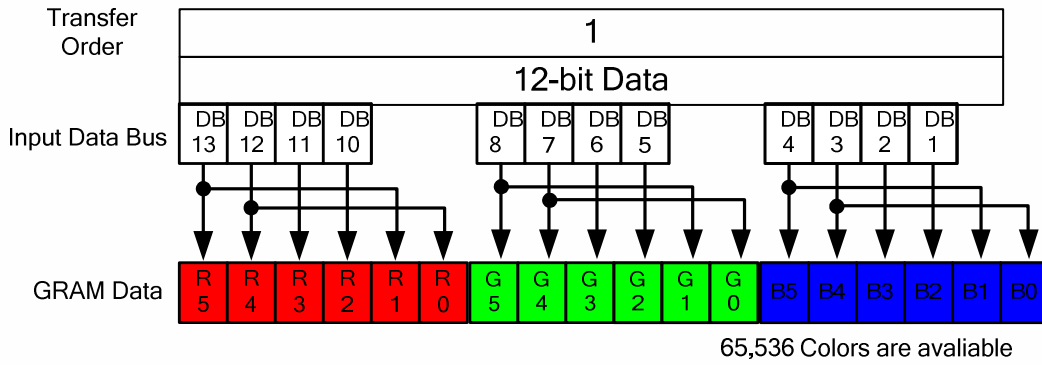 Transfer Order
1
12-bit Data
Input Data Bus
DB 13 DB 12 DB 11 DB 10 DB 8 DB 7 DB 6 DB 5 DB 4 DB 3 DB 2 DB 1
GRAM Data
R 5 R 4 R 3 R 2 R 1 R 0 G 5 G 4 G 3 G 2 G 1 G 0 B5 B4 B3 B2 B1 B0
65,536 Colors are avaliable